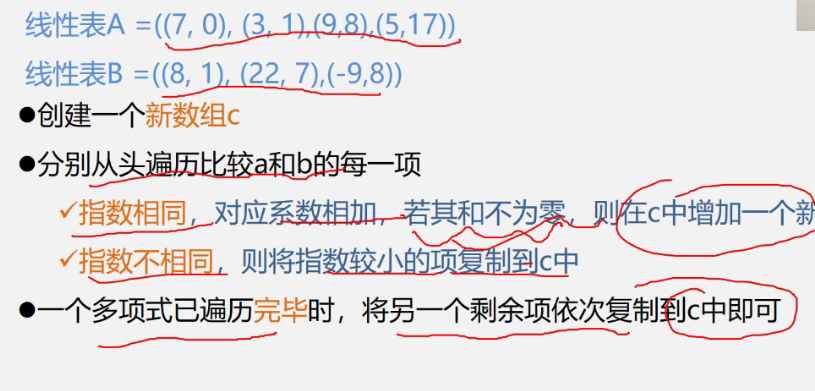 线性表A =((7, 0), (3, 1),(9,8),(5,17))
线性表B =((8, 1), (22, 7),(-9,8))
●创建一个新数组c
●分别从头遍历比较a和b的每一项
✓指数相同，对应系数相加，若其和不为零，则在c中增加一个新
✓指数不相同，则将指数较小的项复制到c中
●一个多项式已遍历完毕时，将另一个剩余项依次复制到c中即可